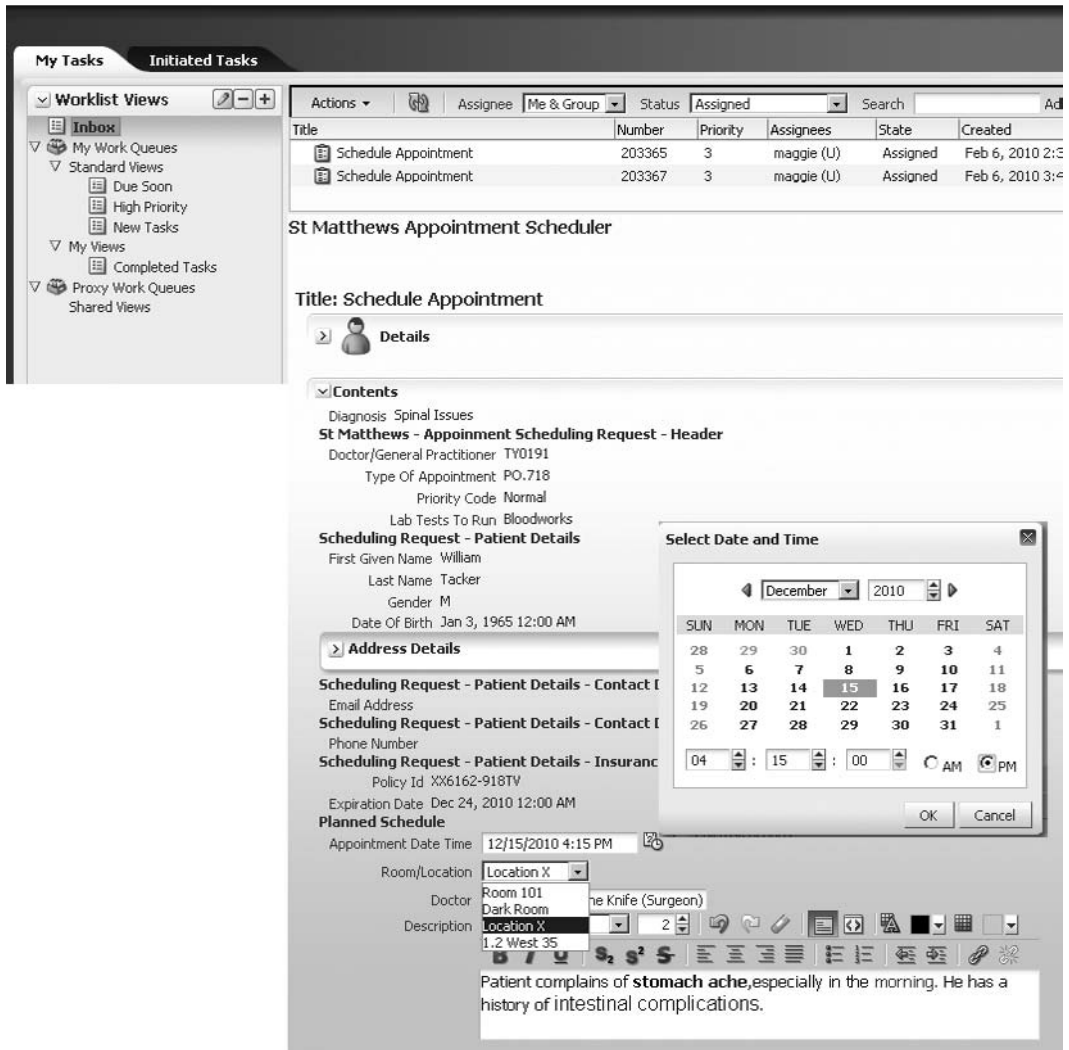 My Tasks Initiated Tasks
Worklist Views
Inbox
My Work Queues
Standard Views
Due Soon
High Priority
New Tasks
My Views
Completed Tasks
Proxy Work Queues
Shared Views
Actions Assignee Me & Group Status Assigned Search Ad
Title Number Priority Assignees State Created
Schedule Appointment 203365 3 maggie (U) Assigned Feb 6, 2010 2:3
Schedule Appointment 203367 3 maggie (U) Assigned Feb 6, 2010 3:4
St Matthews Appointment Scheduler
Title: Schedule Appointment
Details
Contents
Diagnosis Spinal Issues
St Matthews - Appoinment Scheduling Request - Header
Doctor/General Practitioner TY0191
Type Of Appointment PO.718
Priority Code Normal
Lab Tests To Run Bloodworks
Scheduling Request - Patient Details
First Given Name William
Last Name Tacker
Gender M
Date Of Birth Jan 3, 1965 12:00 AM
Address Details
Scheduling Request - Patient Details - Contact D
Email Address
Scheduling Request - Patient Details - Contact D
Phone Number
Scheduling Request - Patient Details - Insuranc
Policy Id XX6162-918TV
Expiration Date Dec 24, 2010 12:00 AM
Planned Schedule
Appointment Date Time 12/15/2010 4:15 PM
Room/Location Location X
Room 101
Dark Room
Location X
1.2 West 35
Doctor he Knife (Surgeon)
Description 2
B I U S2 S2 S
Patient complains of stomach ache,especially in the morning. He has a
history of intestinal complications.
Select Date and Time
December 2010
SUN MON TUE WED THU FRI SAT
28 29 30 1 2 3 4
5 6 7 8 9 10 11
12 13 14 15 16 17 18
19 20 21 22 23 24 25
26 27 28 29 30 31 1
04 : 15 : 00 AM PM
OK Cancel